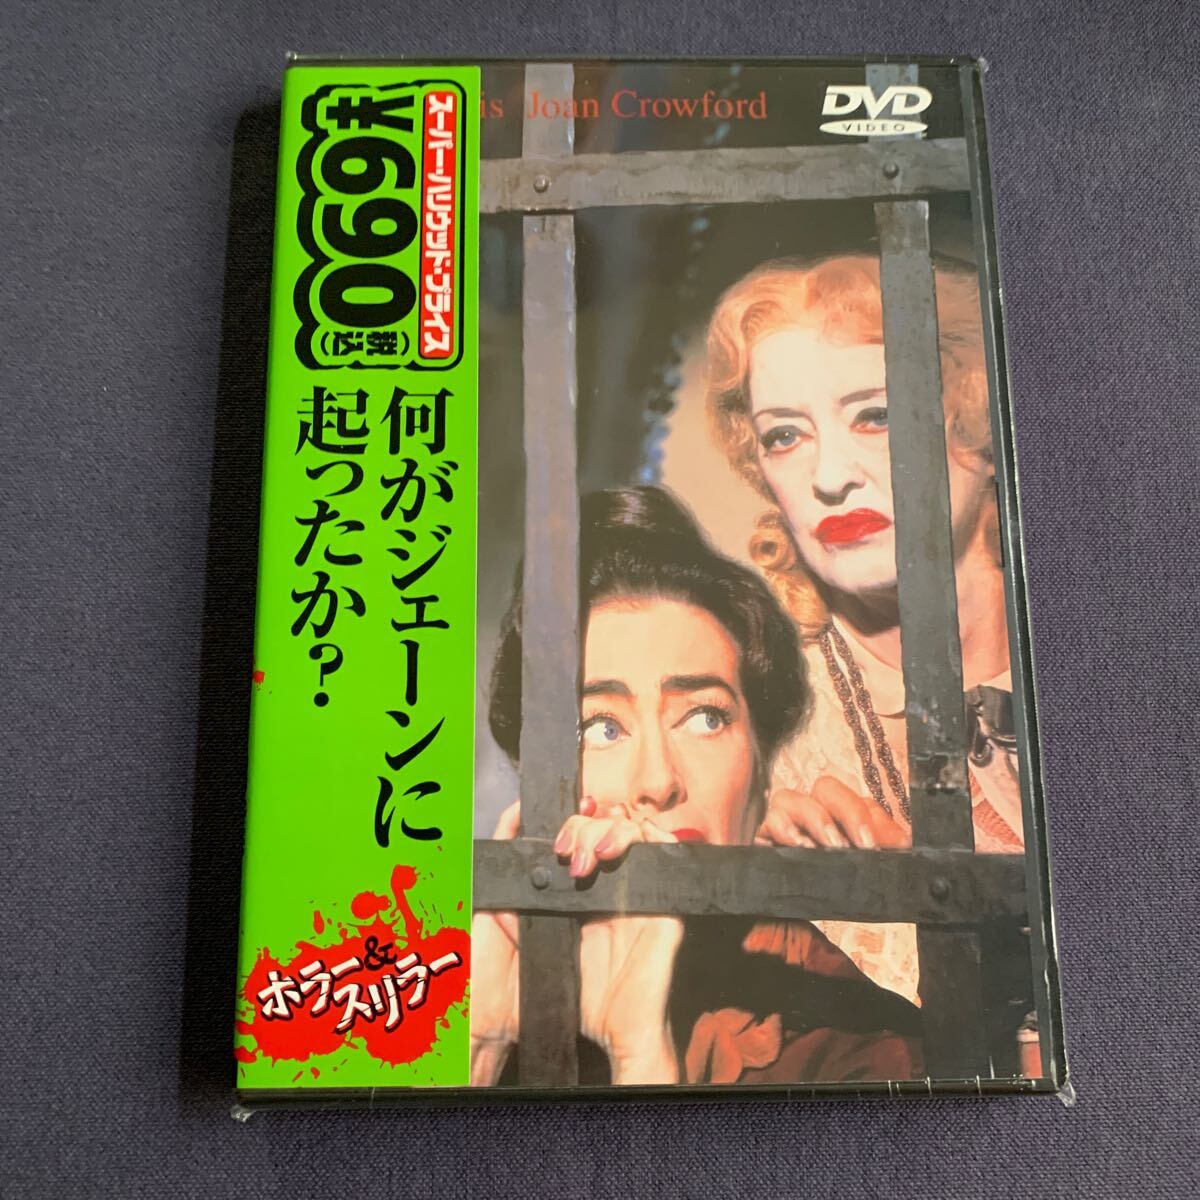 スーパー・ハリウッド・プライス
¥690
(税込)
何がジェーンに
起ったか?
ホラー
&
スリラー
is Joan Crowford
DVD
VIDEO